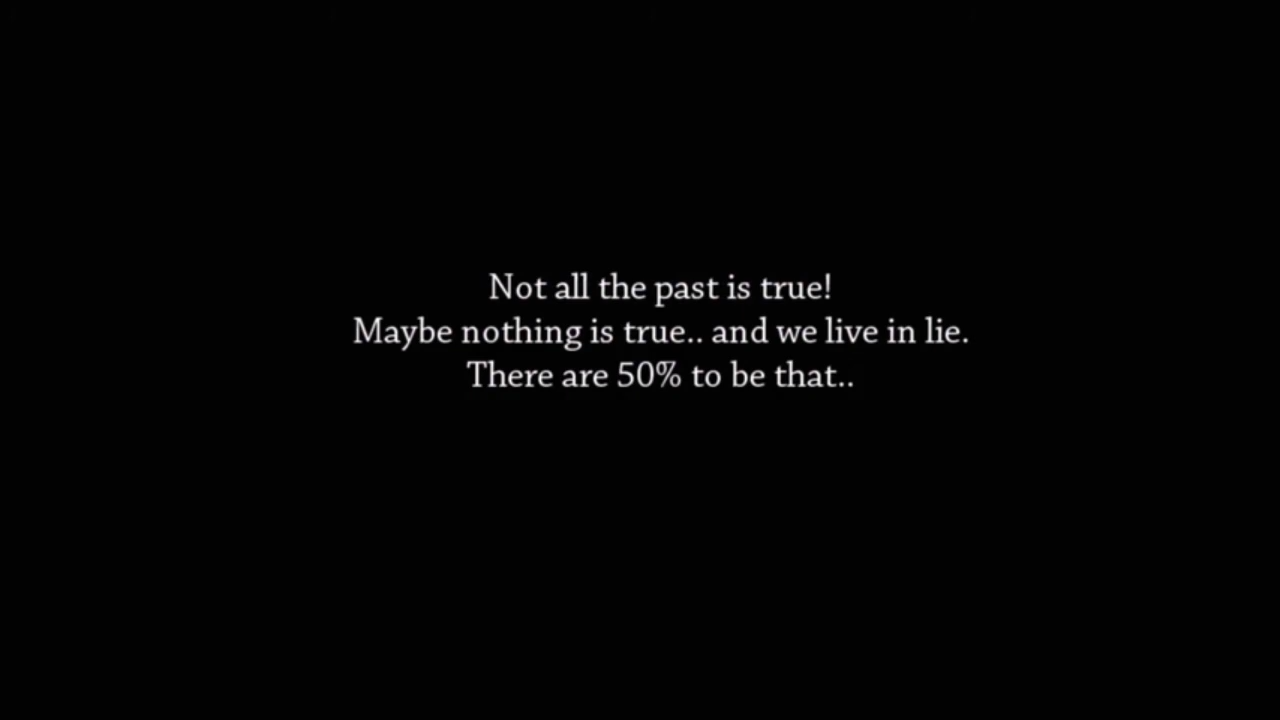 Not all the past is true!
Maybe nothing is true.. and we live in lie.
There are 50% to be that..